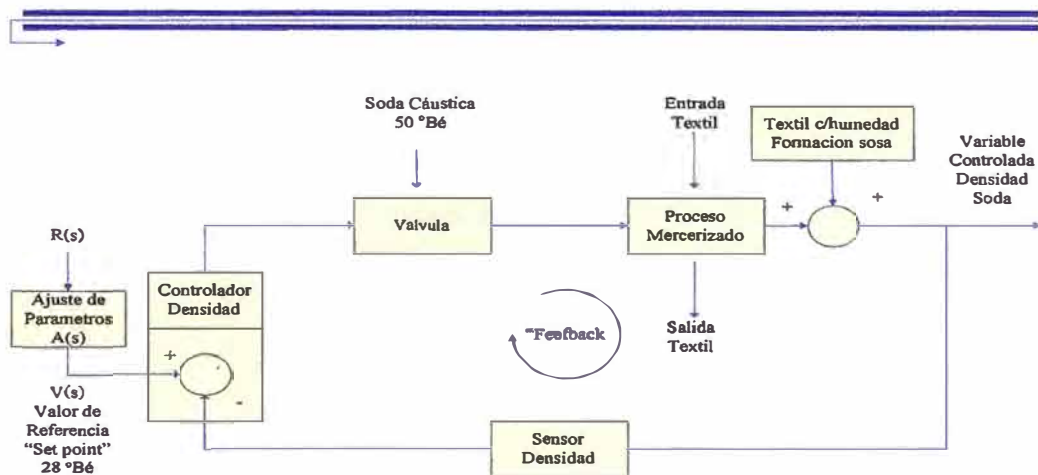 Soda Cáustica
50 °Bé
Entrada
Textil
Textil c/humedad
Formacion sosa
Variable
Controlada
Densidad
Soda
+
+
Valvula
Proceso
Mercerizado
R(s)
Controlador
Densidad
Ajuste de
Parametros
A(s)
"Feefback
Salida
Textil
+
-
V(s)
Valor de
Referencia
"Set point"
28 °Bé
Sensor
Densidad